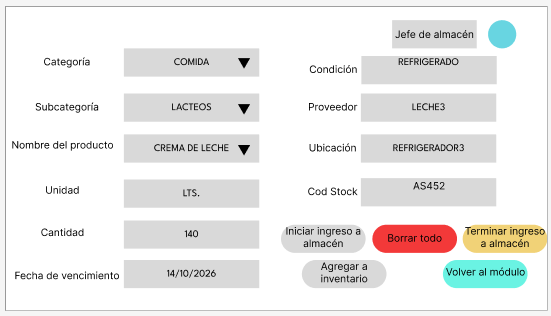 Jefe de almacén
Categoría
COMIDA
Condición
REFRIGERADO
Subcategoría
LACTEOS
Proveedor
LECHE3
Nombre del producto
CREMA DE LECHE
Ubicación
REFRIGERADOR3
Unidad
LTS.
Cod Stock
AS452
Cantidad
140
Iniciar ingreso a
almacén
Borrar todo
Terminar ingreso
a almacén
Fecha de vencimiento
14/10/2026
Agregar a
inventario
Volver al módulo